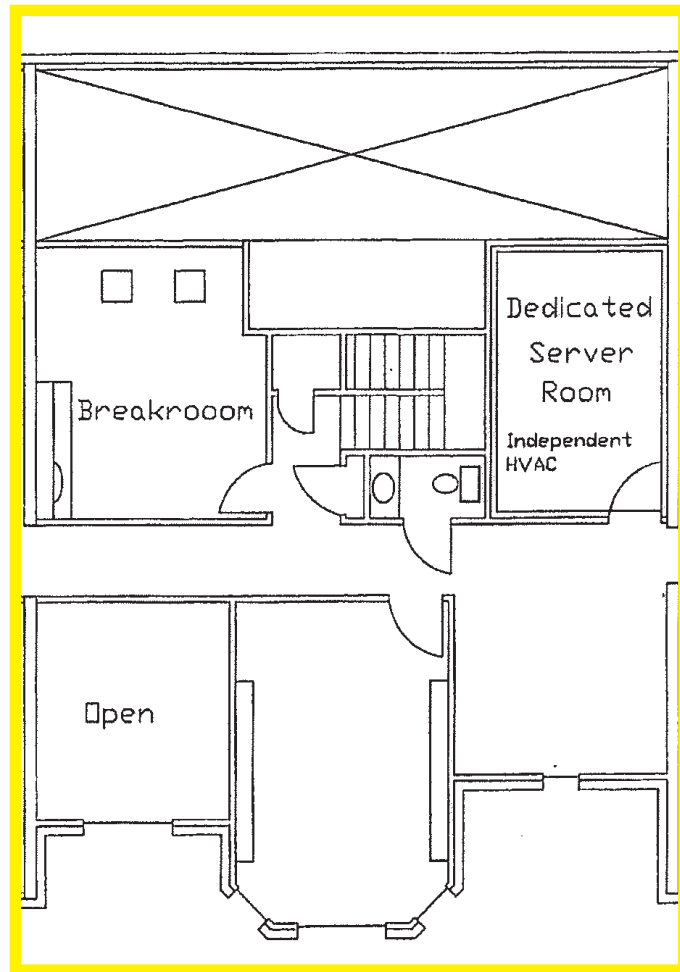 Dedicated
Server
Room
Breakrooom
Independent
HVAC
Open